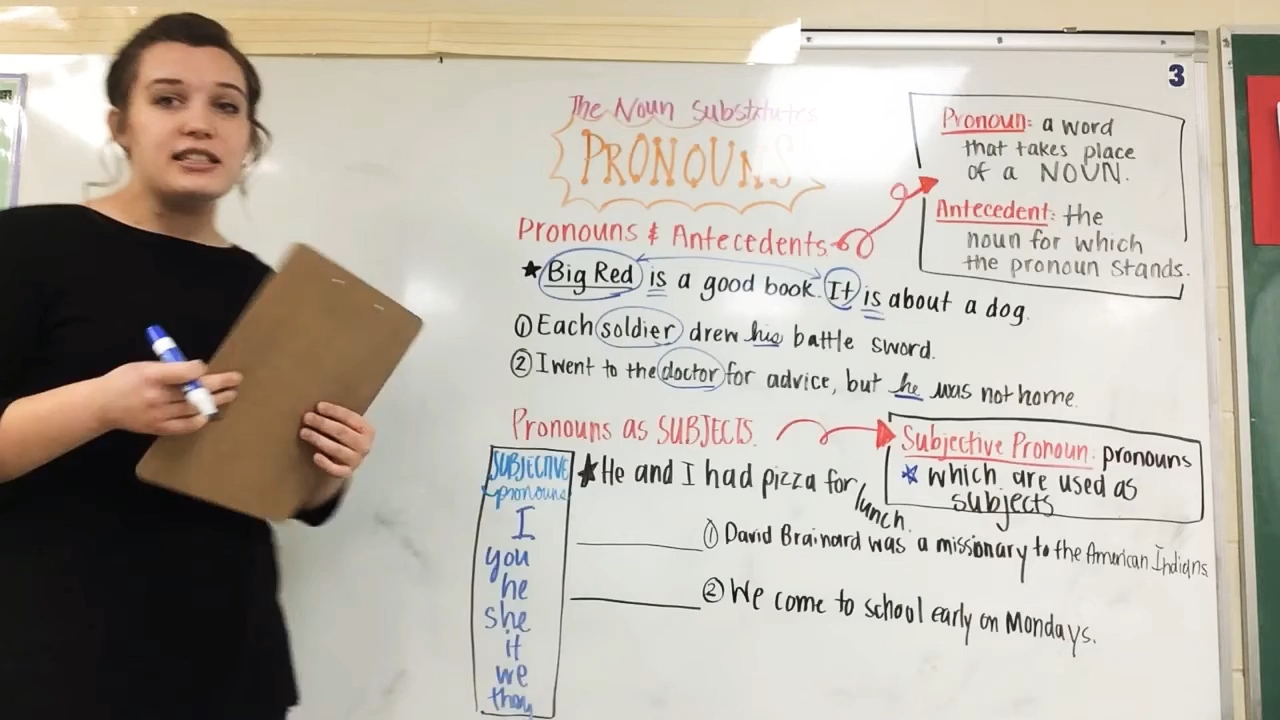 3
The Noun Substitutes
PRONOUNS
Pronoun: a word
that takes place
of a NOUN.
Antecedent: the
noun for which
the pronoun stands.
Pronouns & Antecedents
★ Big Red is a good book. It is about a dog.
① Each soldier drew his battle sword.
② I went to the doctor for advice, but he was not home.
Pronouns as SUBJECTS.
Subjective Pronoun: pronouns
★ which are used as
subjects
SUBJECTIVE
pronouns
I
you
he
she
it
we
they
★ He and I had pizza for
lunch.
① David Brainard was a missionary to the American Indians
② We come to school early on Mondays.